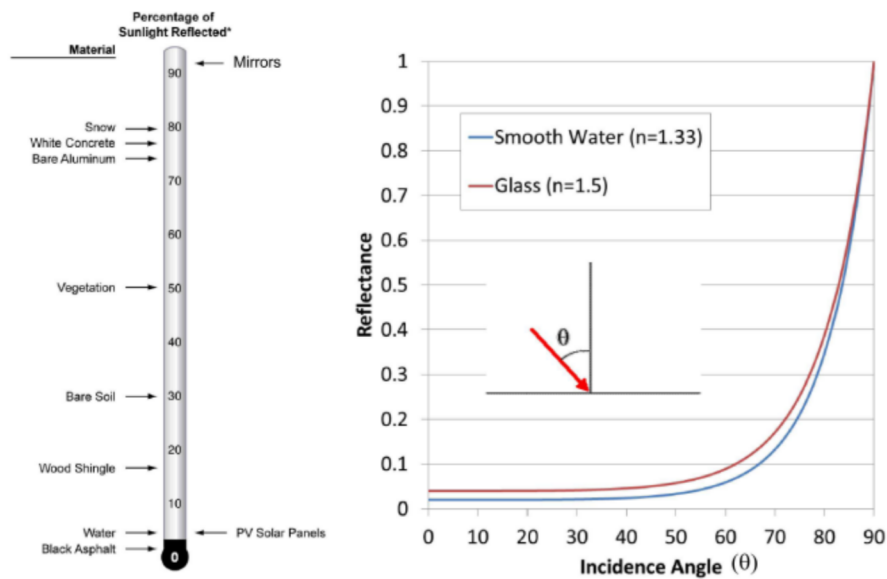 Percentage of
Sunlight Reflected*
Material
90
Mirrors
Snow
80
White Concrete
Bare Aluminum
70
60
Vegetation
50
40
Bare Soil
30
20
Wood Shingle
10
Water
PV Solar Panels
Black Asphalt
0
1
0.9
0.8
0.7
0.6
0.5
0.4
0.3
0.2
0.1
0
Reflectance
Smooth Water (n=1.33)
Glass (n=1.5)
θ
0 10 20 30 40 50 60 70 80 90
Incidence Angle (θ)